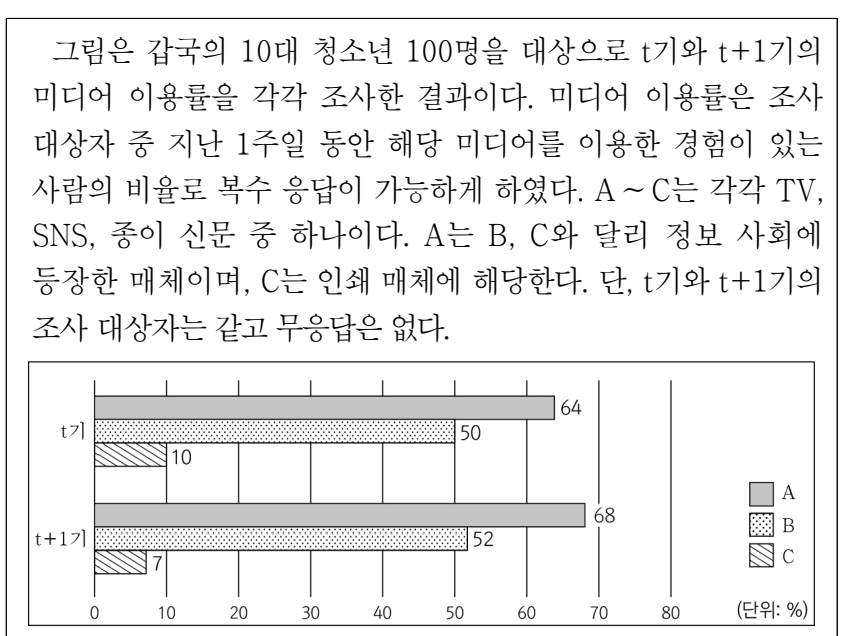 그림은 갑국의 10대 청소년 100명을 대상으로 t기와 t+1기의
미디어 이용률을 각각 조사한 결과이다. 미디어 이용률은 조사
대상자 중 지난 1주일 동안 해당 미디어를 이용한 경험이 있는
사람의 비율로 복수 응답이 가능하게 하였다. A ~ C는 각각 TV,
SNS, 종이 신문 중 하나이다. A는 B, C와 달리 정보 사회에
등장한 매체이며, C는 인쇄 매체에 해당한다. 단, t기와 t+1기의
조사 대상자는 같고 무응답은 없다.
64
t기
50
10
A
68
B
t+1기
52
C
7
0 10 20 30 40 50 60 70 80 (단위: %)